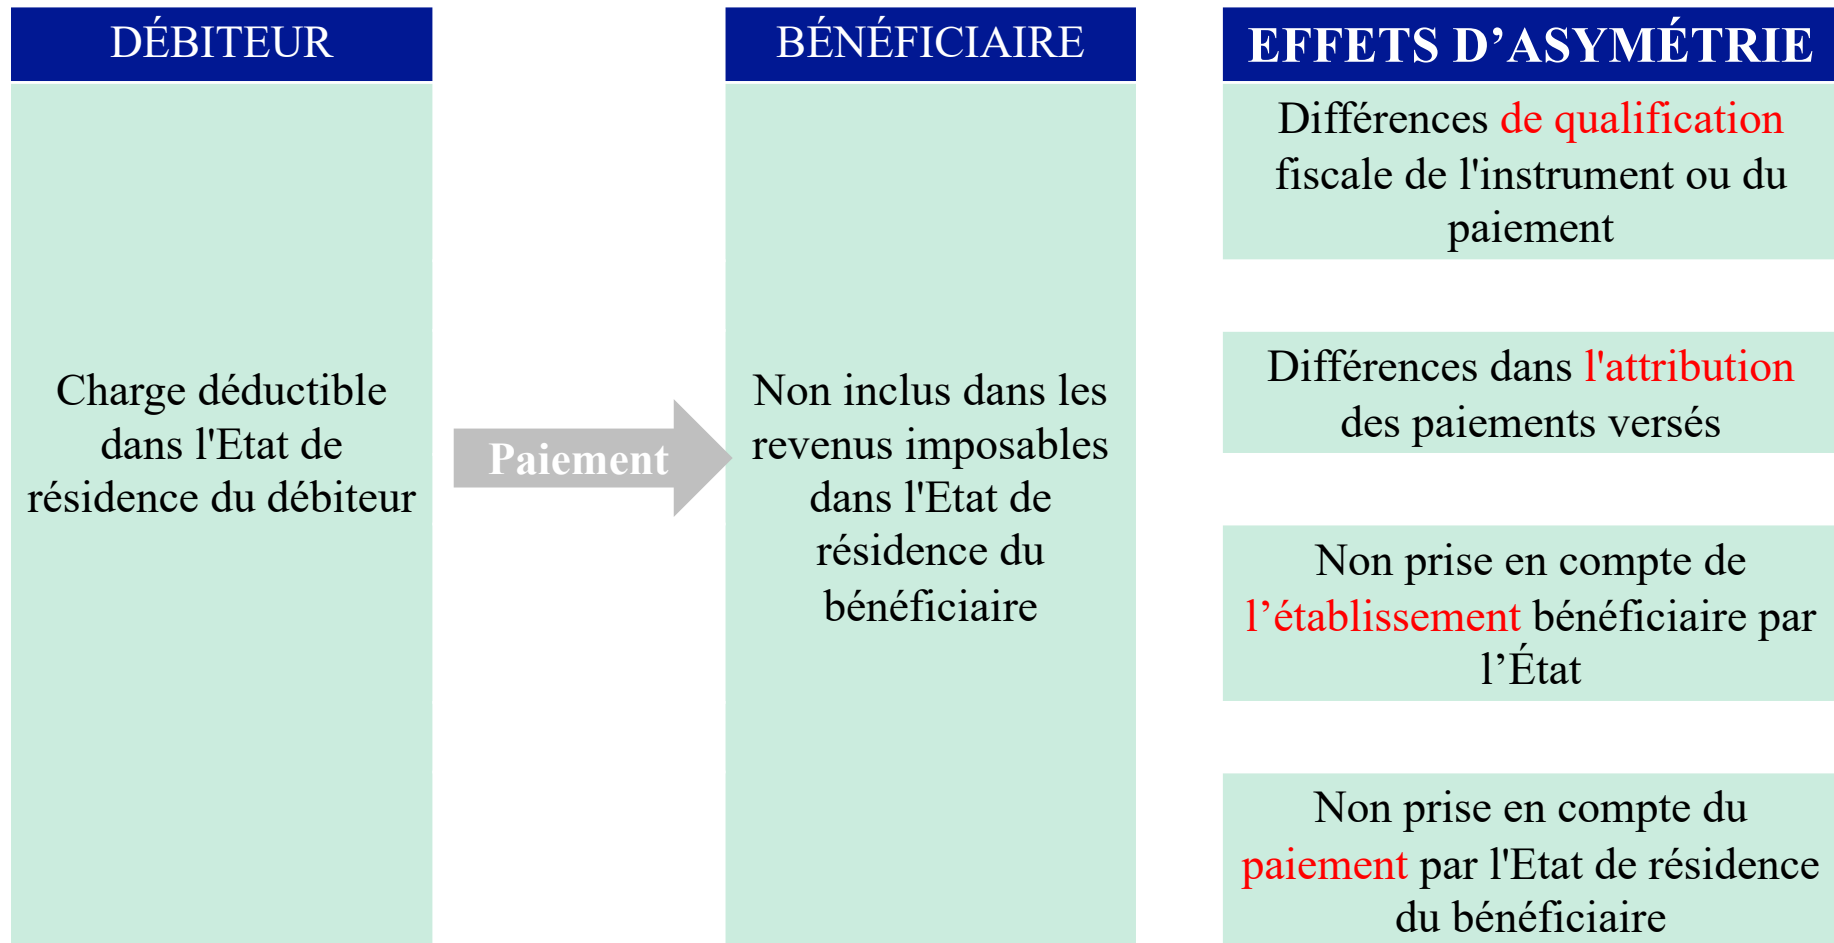 DÉBITEUR
Charge déductible
dans l'Etat de
résidence du débiteur
Paiement
BÉNÉFICIAIRE
Non inclus dans les
revenus imposables
dans l'Etat de
résidence du
bénéficiaire
EFFETS D’ASYMÉTRIE
Différences de qualification
fiscale de l'instrument ou du
paiement
Différences dans l'attribution
des paiements versés
Non prise en compte de
l’établissement bénéficiaire par
l’État
Non prise en compte du
paiement par l'Etat de résidence
du bénéficiaire